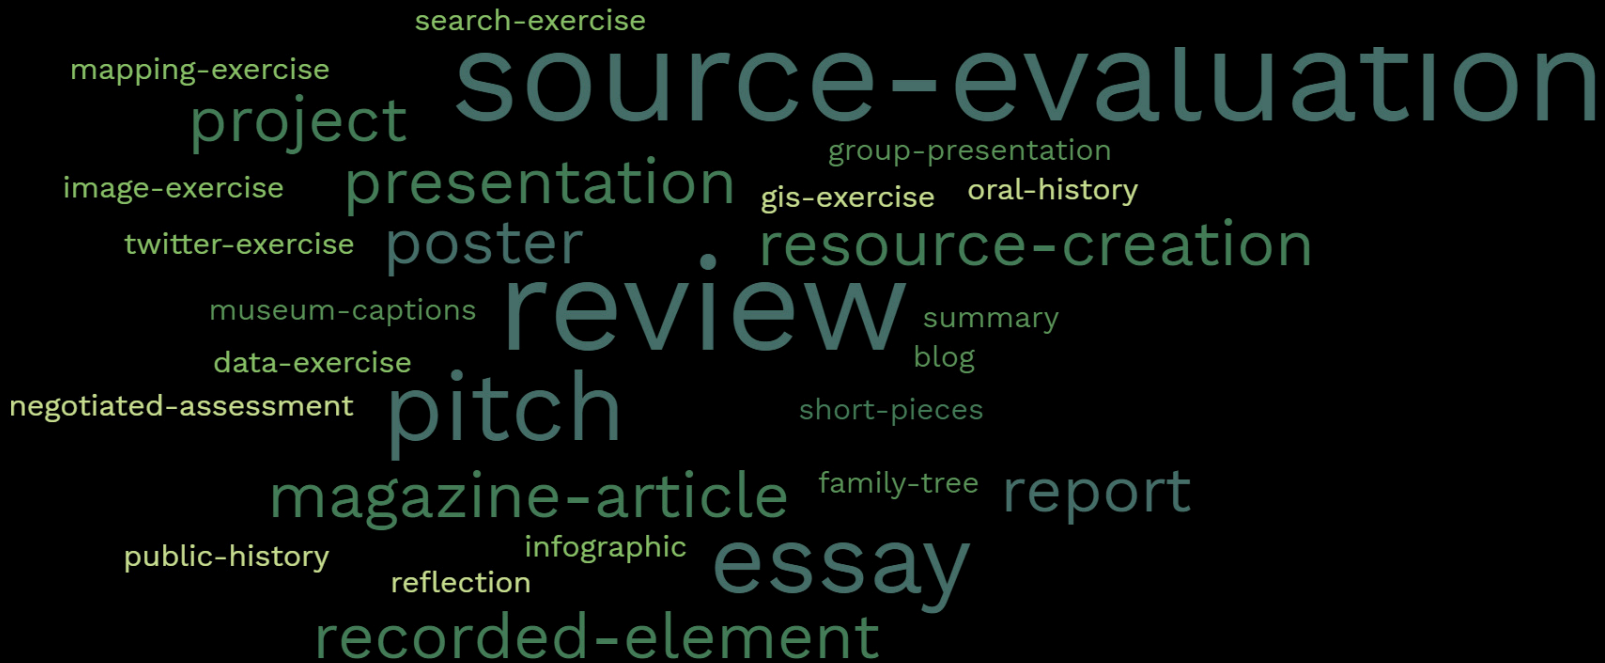 search-exercise
source-evaluation
mapping-exercise
project
group-presentation
presentation
image-exercise
gis-exercise
oral-history
twitter-exercise
poster
resource-creation
review
museum-captions
summary
blog
data-exercise
negotiated-assessment
pitch
short-pieces
magazine-article
family-tree
report
public-history
infographic
essay
reflection
recorded-element